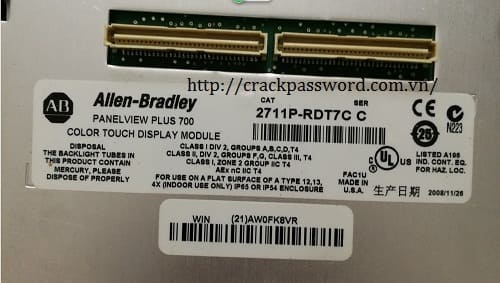 http://crackpassword.com.vn/
AB Allen-Bradley
PANELVIEW PLUS 700
COLOR TOUCH DISPLAY MODULE
CAT SER
2711P-RDT7C C
DISPOSAL
THE BACKLIGHT TUBES IN
THIS PRODUCT CONTAIN
MERCURY, PLEASE
DISPOSE OF PROPERLY
CLASS I DIV 2, GROUPS A,B,C,D,T4
CLASS II, DIV 2, GROUPS F,G, CLASS III, T4
CLASS I, ZONE 2 GROUP IIC T4
AEx nC IIC T4
FOR USE ON A FLAT SURFACE OF A TYPE 12,13,
4X (INDOOR USE ONLY) IP65 OR IP54 ENCLOSURE
FAC1U
MADE IN
U.S.A.
25
N223
c UL US
LISTED A196
IND. CONT. EQ.
FOR HAZ. LOC.
生产日期 2008/11/26
WIN (21)AW0FK8VR